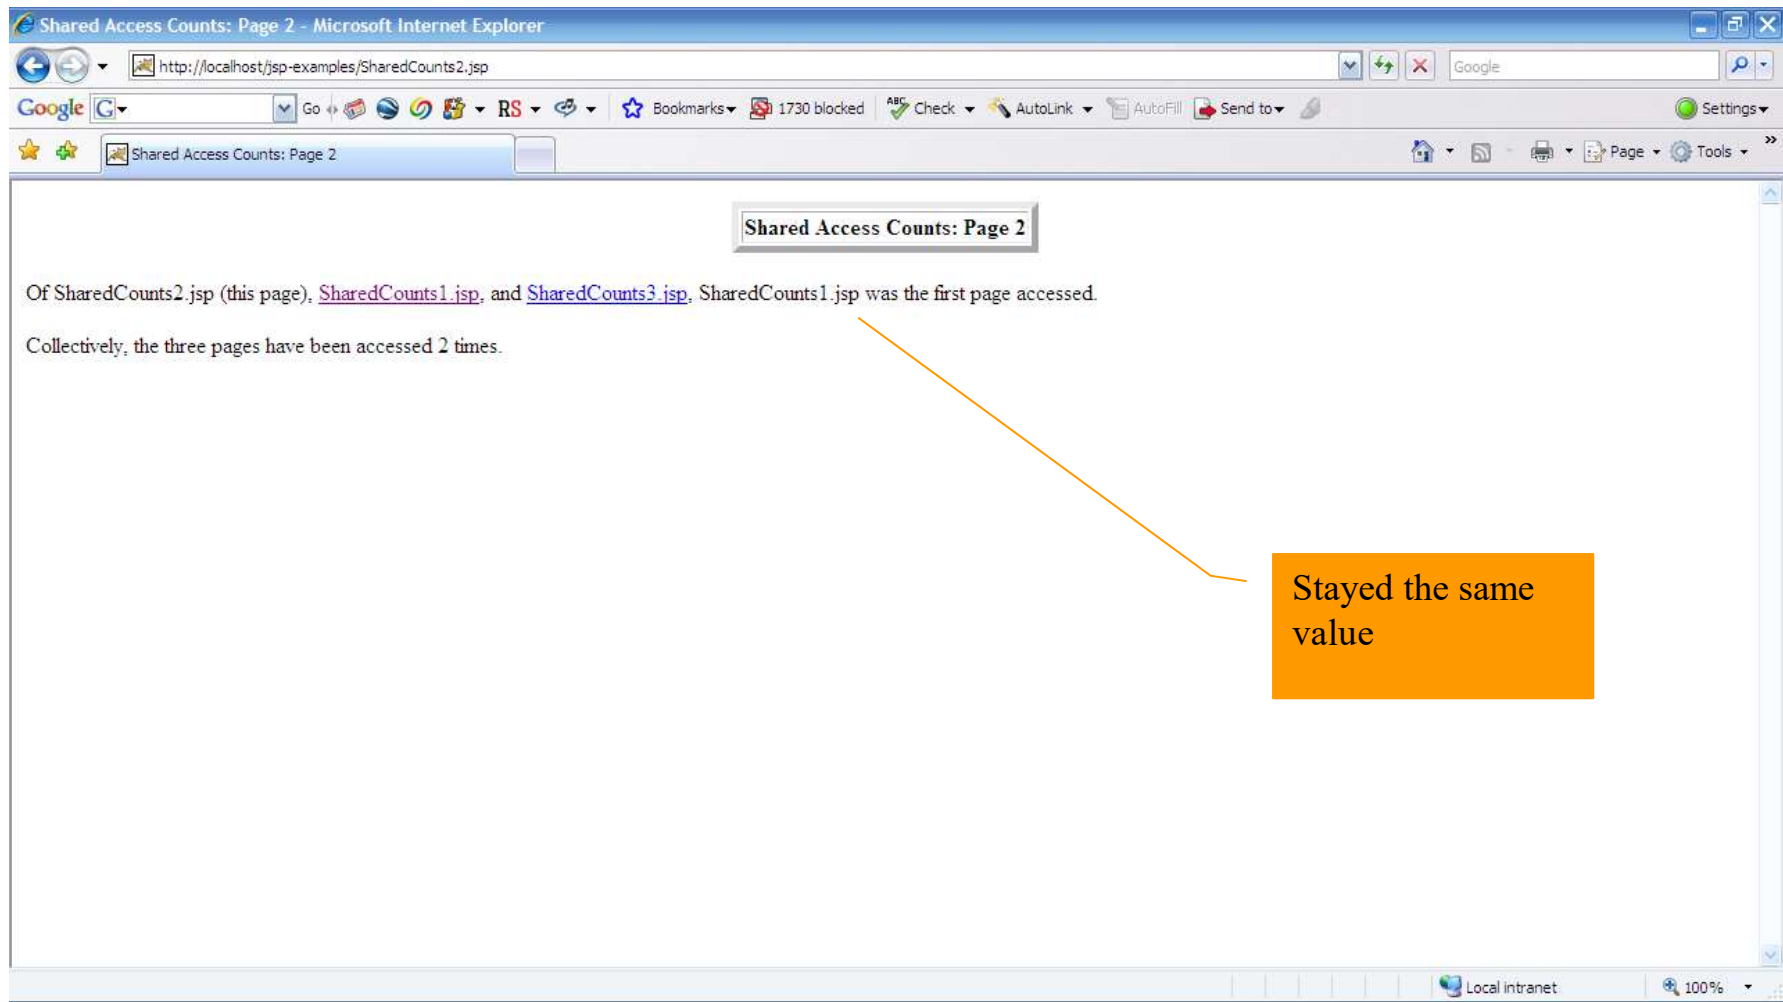 Shared Access Counts: Page 2 - Microsoft Internet Explorer
http://localhost/jsp-examples/SharedCounts2.jsp
Google
Google G Go RS Bookmarks 1730 blocked ABC Check AutoLink AutoFill Send to Settings
Shared Access Counts: Page 2
Page Tools »
Shared Access Counts: Page 2
Of SharedCounts2.jsp (this page), SharedCounts1.jsp, and SharedCounts3.jsp, SharedCounts1.jsp was the first page accessed.
Collectively, the three pages have been accessed 2 times.
Stayed the same
value
Local intranet 100%